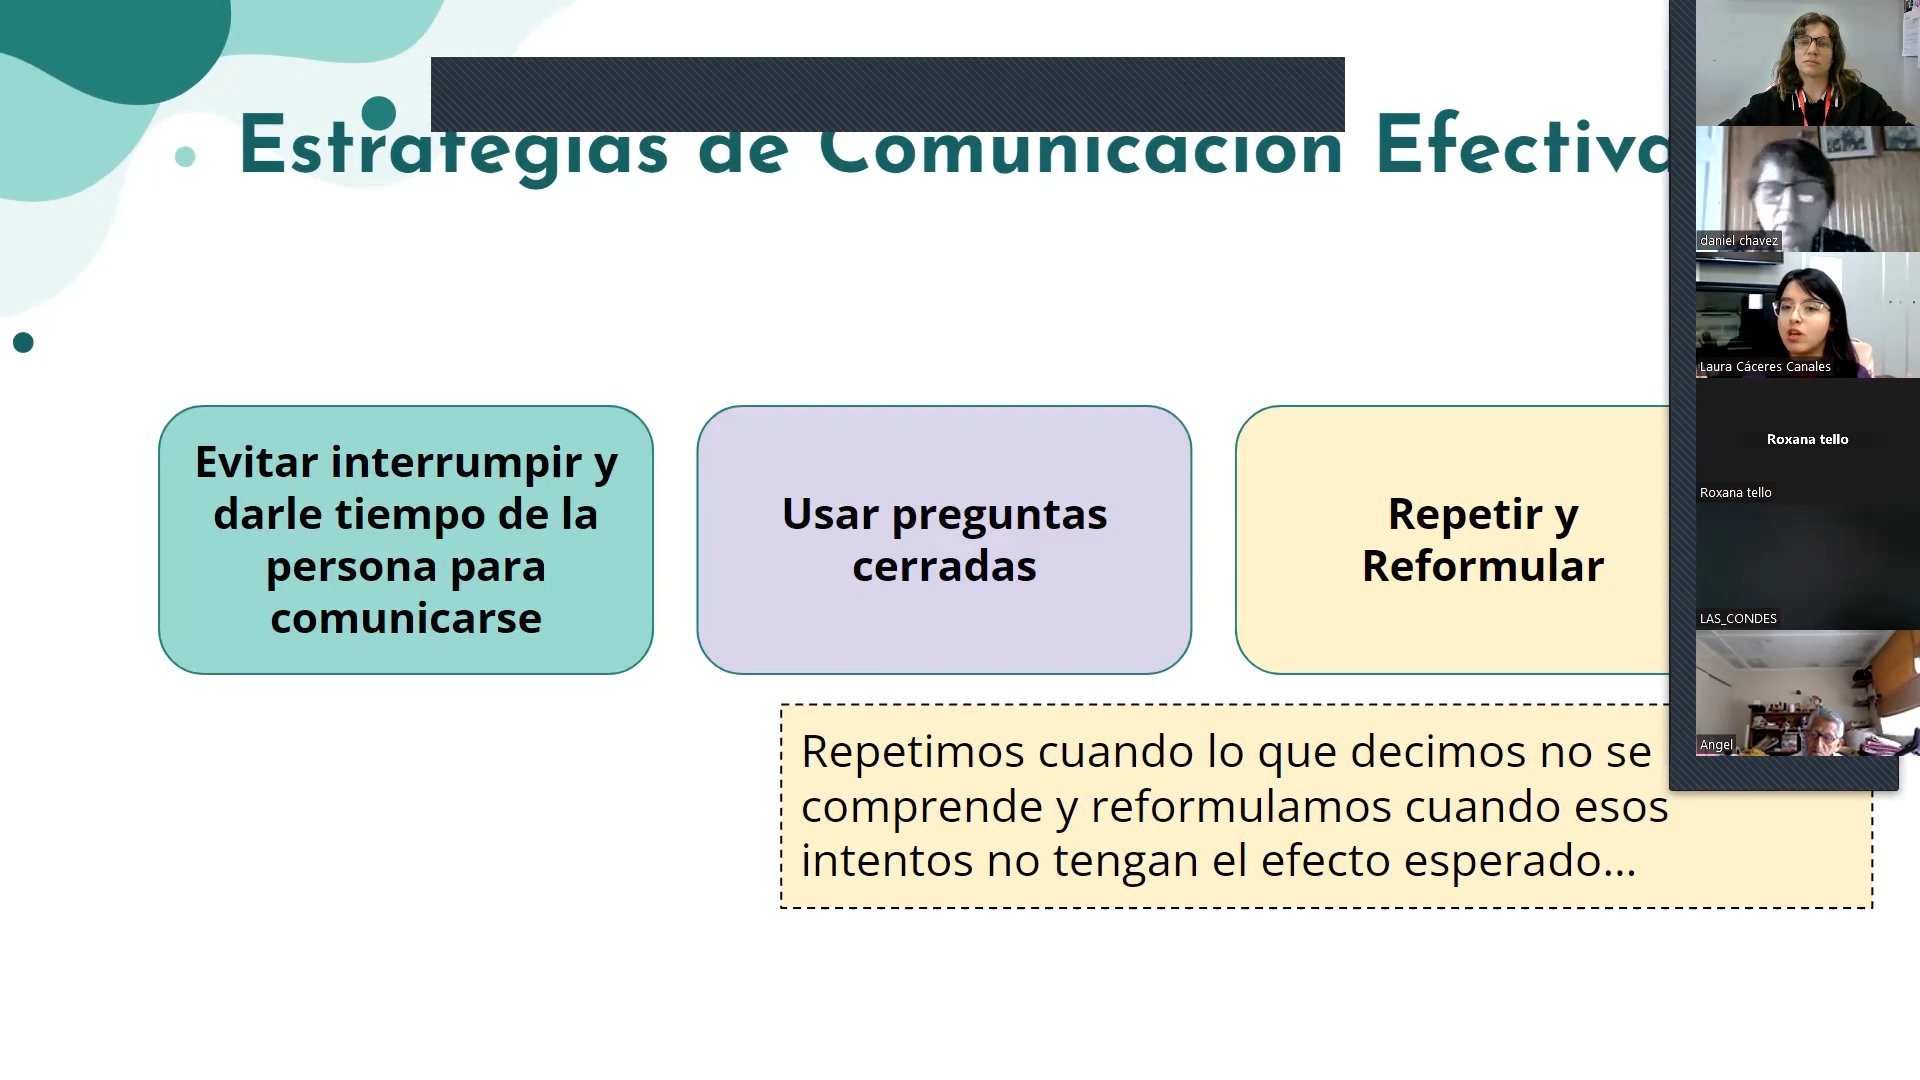 Estrategias de Comunicación Efectiva
Evitar interrumpir y
darle tiempo de la
persona para
comunicarse
Usar preguntas
cerradas
Repetir y
Reformular
Repetimos cuando lo que decimos no se
comprende y reformulamos cuando esos
intentos no tengan el efecto esperado...
daniel chavez
Laura Cáceres Canales
Roxana tello
Roxana tello
LAS_CONDES
Angel